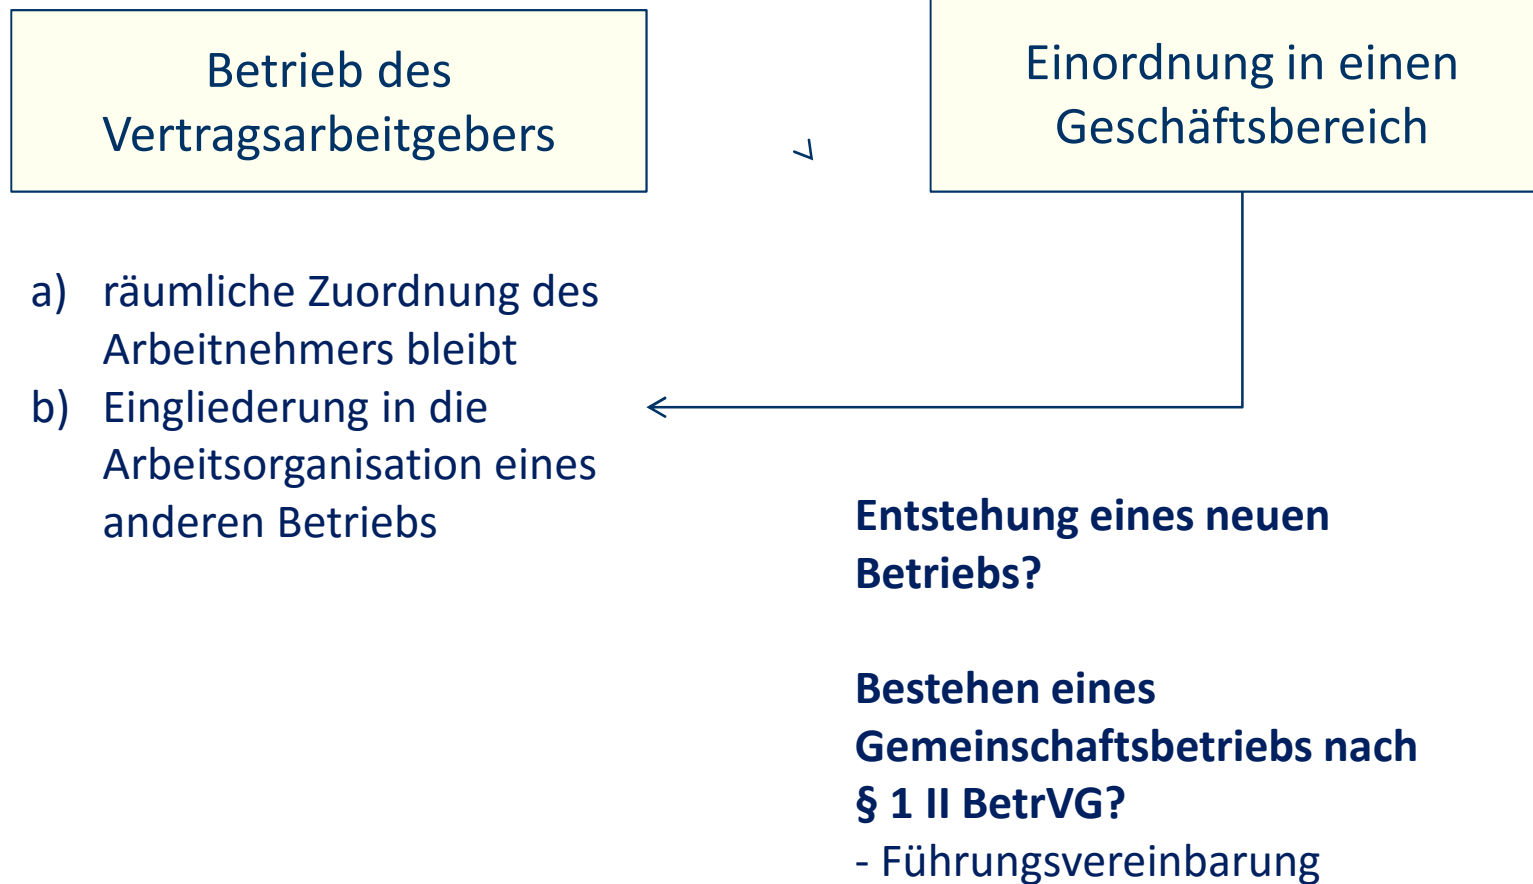 Betrieb des
Vertragsarbeitgebers
Einordnung in einen
Geschäftsbereich
a) räumliche Zuordnung des
Arbeitnehmers bleibt
b) Eingliederung in die
Arbeitsorganisation eines
anderen Betriebs
Entstehung eines neuen
Betriebs?
Bestehen eines
Gemeinschaftsbetriebs nach
§ 1 II BetrVG?
- Führungsvereinbarung